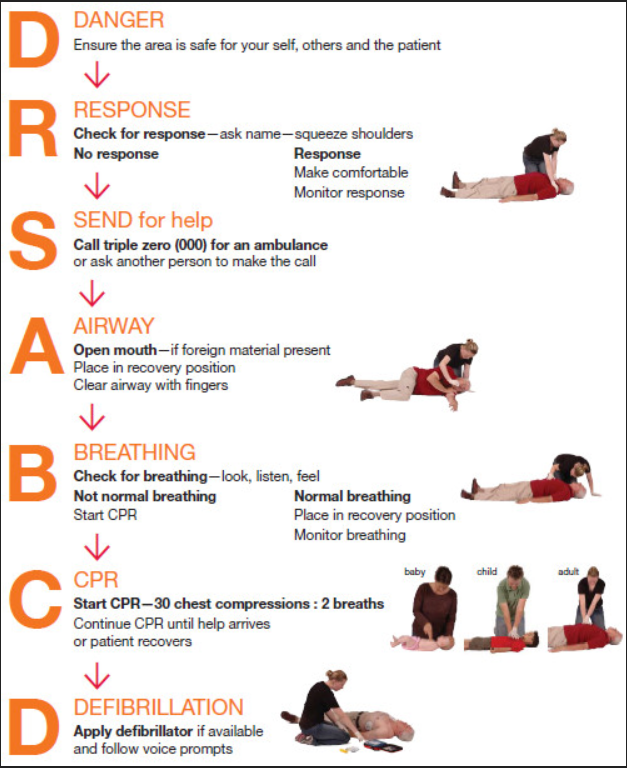 D
DANGER
Ensure the area is safe for your self, others and the patient
R
RESPONSE
Check for response—ask name—squeeze shoulders
No response
Response
Make comfortable
Monitor response
S
SEND for help
Call triple zero (000) for an ambulance
or ask another person to make the call
A
AIRWAY
Open mouth—if foreign material present
Place in recovery position
Clear airway with fingers
B
BREATHING
Check for breathing—look, listen, feel
Not normal breathing
Start CPR
Normal breathing
Place in recovery position
Monitor breathing
C
CPR
Start CPR—30 chest compressions : 2 breaths
Continue CPR until help arrives
or patient recovers
baby
child
adult
D
DEFIBRILLATION
Apply defibrillator if available
and follow voice prompts